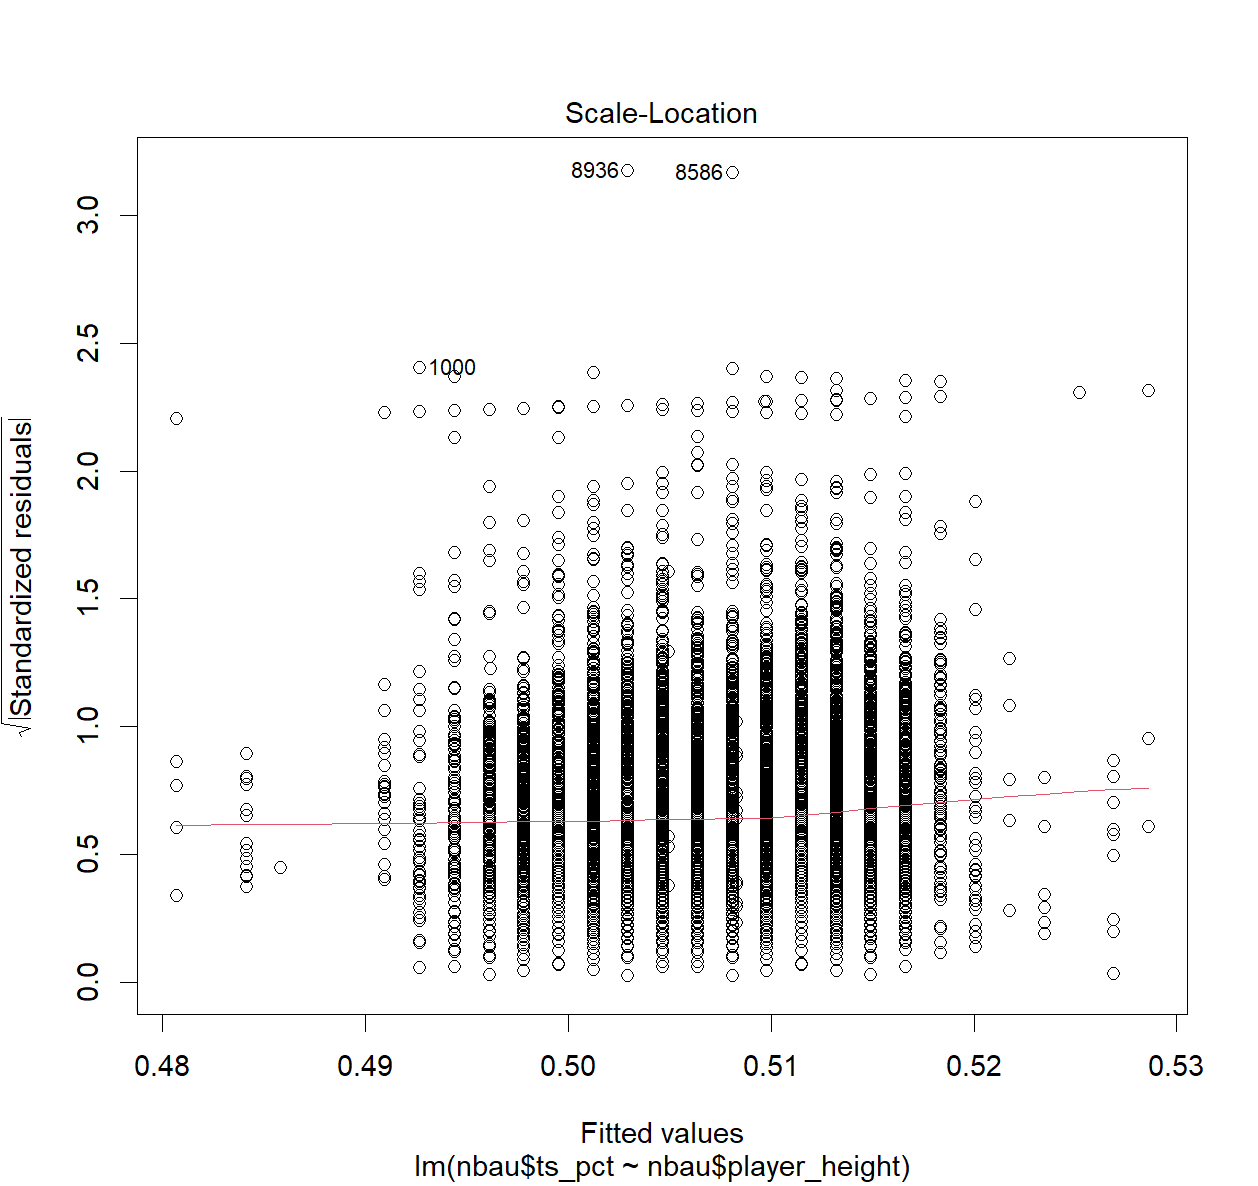 Scale-Location
8936
8586
1000
√|Standardized residuals|
3.0
2.5
2.0
1.5
1.0
0.5
0.0
0.48 0.49 0.50 0.51 0.52 0.53
Fitted values
lm(nbau$ts_pct ~ nbau$player_height)